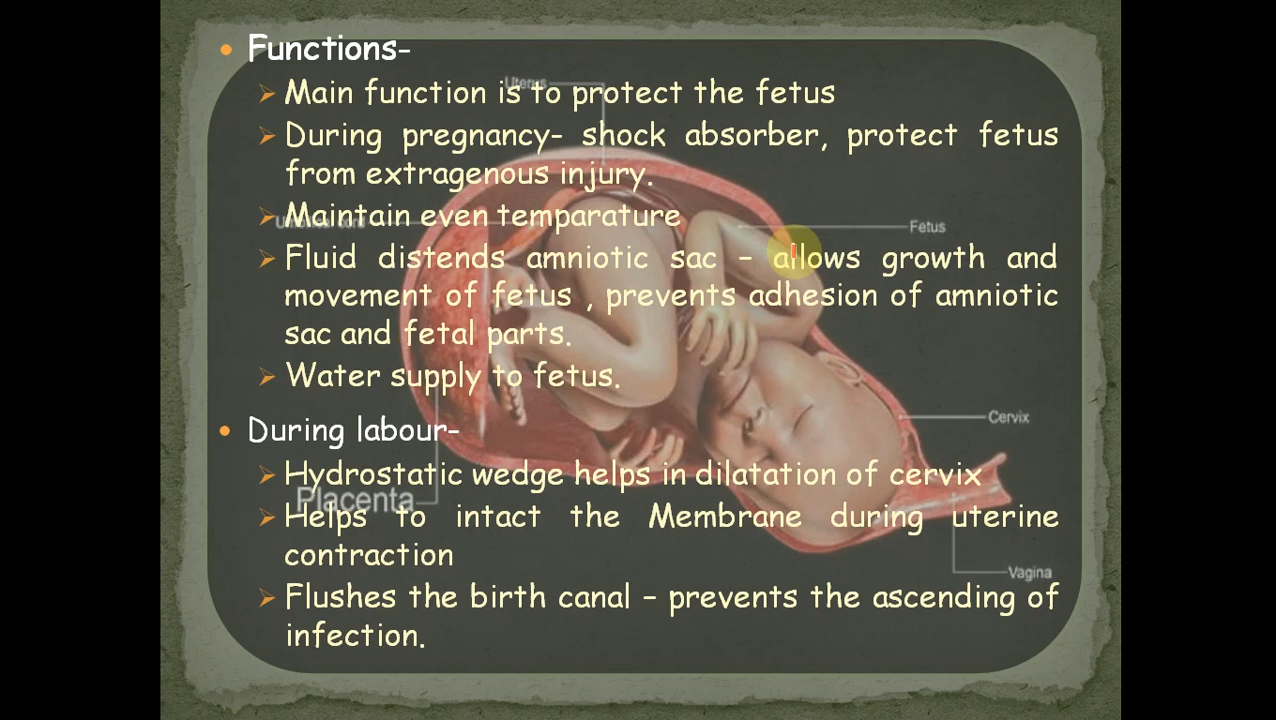 Functions-
Uterus
Main function is to protect the fetus
During pregnancy- shock absorber, protect fetus
from extragenous injury.
Maintain even temparature
Fetus
Fluid distends amniotic sac – allows growth and
movement of fetus , prevents adhesion of amniotic
sac and fetal parts.
Water supply to fetus.
Cervix
During labour-
Hydrostatic wedge helps in dilatation of cervix
Placenta
Helps to intact the Membrane during uterine
contraction
Vagina
Flushes the birth canal – prevents the ascending of
infection.